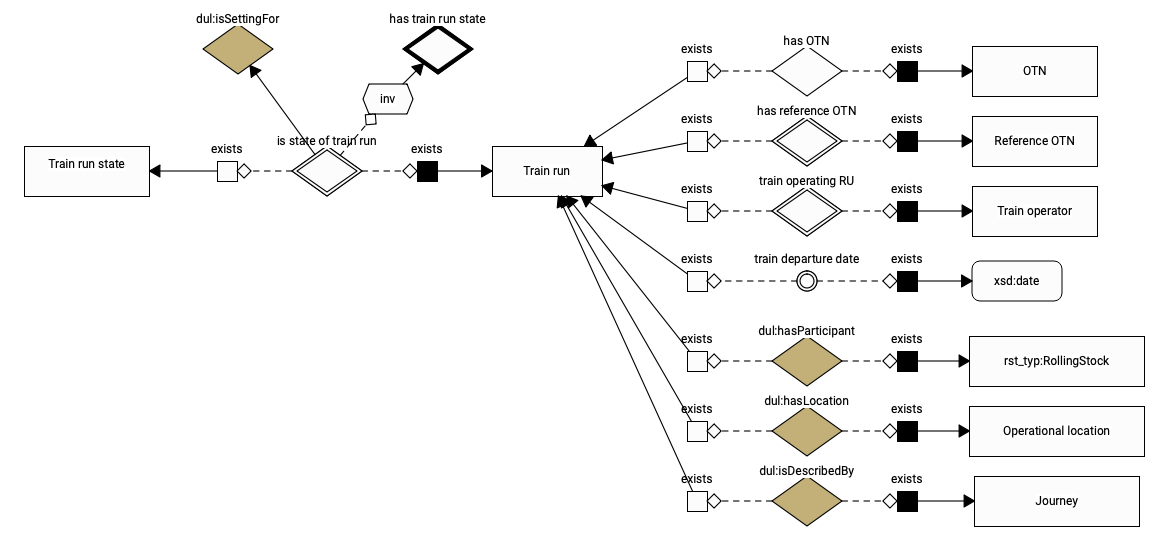 dul:isSettingFor
has train run state
inv
is state of train run
exists
exists
Train run state
Train run
exists
has OTN
exists
OTN
exists
has reference OTN
exists
Reference OTN
exists
train operating RU
exists
Train operator
exists
train departure date
exists
xsd:date
exists
dul:hasParticipant
exists
rst_typ:RollingStock
exists
dul:hasLocation
exists
Operational location
exists
dul:isDescribedBy
exists
Journey